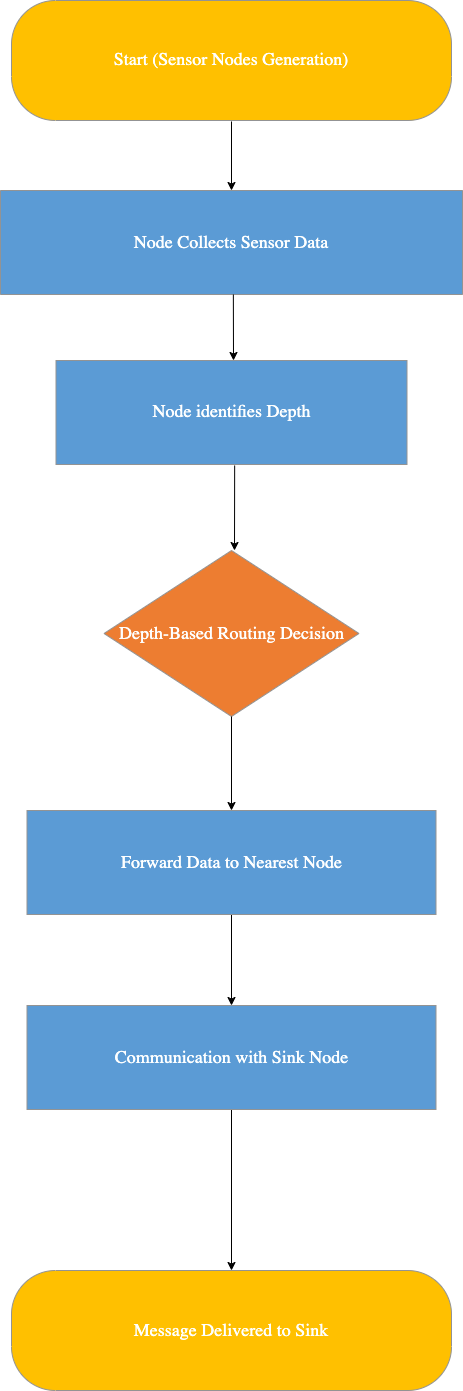 Start (Sensor Nodes Generation)
Node Collects Sensor Data
Node identifies Depth
Depth-Based Routing Decision
Forward Data to Nearest Node
Communication with Sink Node
Message Delivered to Sink